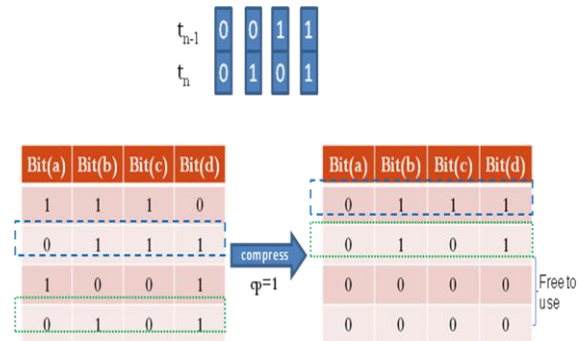 tn-1 0 0 1 1
tn 0 1 0 1
Bit(a) Bit(b) Bit(c) Bit(d)
1 1 1 0
0 1 1 1
1 0 0 1
0 1 0 1
compress
cp=1
Bit(a) Bit(b) Bit(c) Bit(d)
0 1 1 1
0 1 0 1
0 0 0 0
0 0 0 0
Free to
use